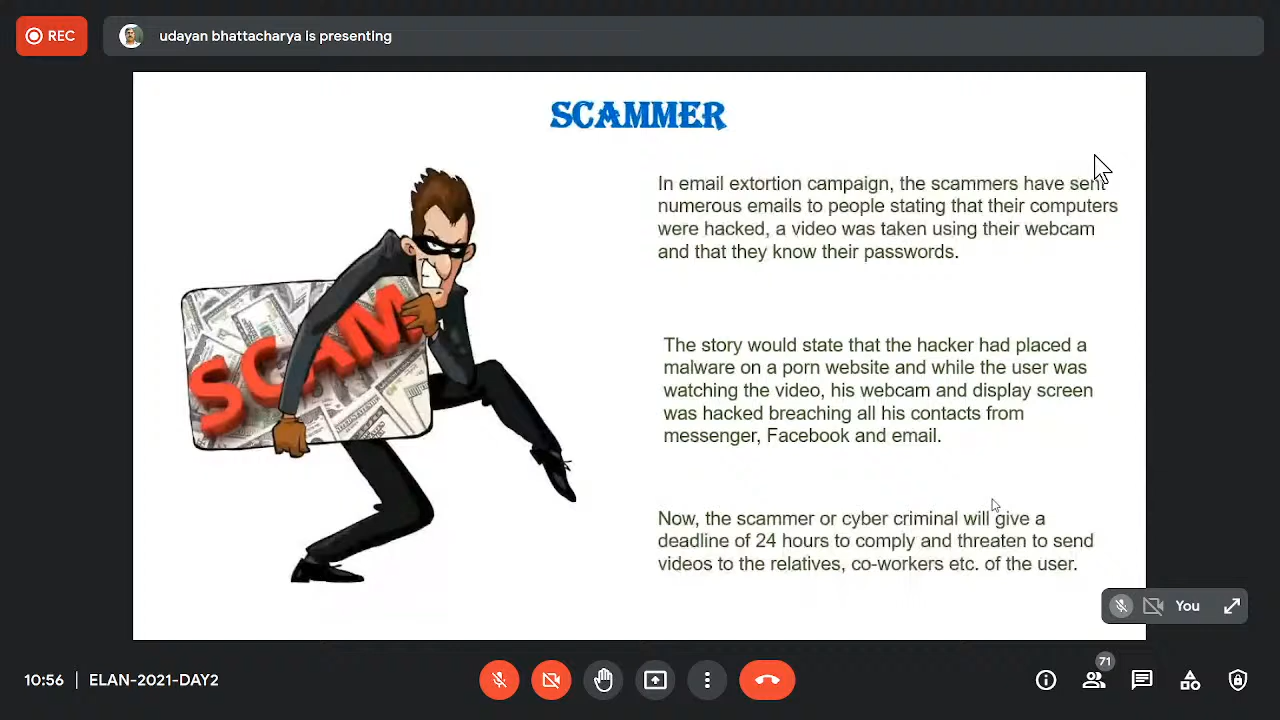 REC
udayan bhattacharya is presenting
SCAMMER
In email extortion campaign, the scammers have sent
numerous emails to people stating that their computers
were hacked, a video was taken using their webcam
and that they know their passwords.
SCAM
The story would state that the hacker had placed a
malware on a porn website and while the user was
watching the video, his webcam and display screen
was hacked breaching all his contacts from
messenger, Facebook and email.
Now, the scammer or cyber criminal will give a
deadline of 24 hours to comply and threaten to send
videos to the relatives, co-workers etc. of the user.
You
10:56 | ELAN-2021-DAY2
71